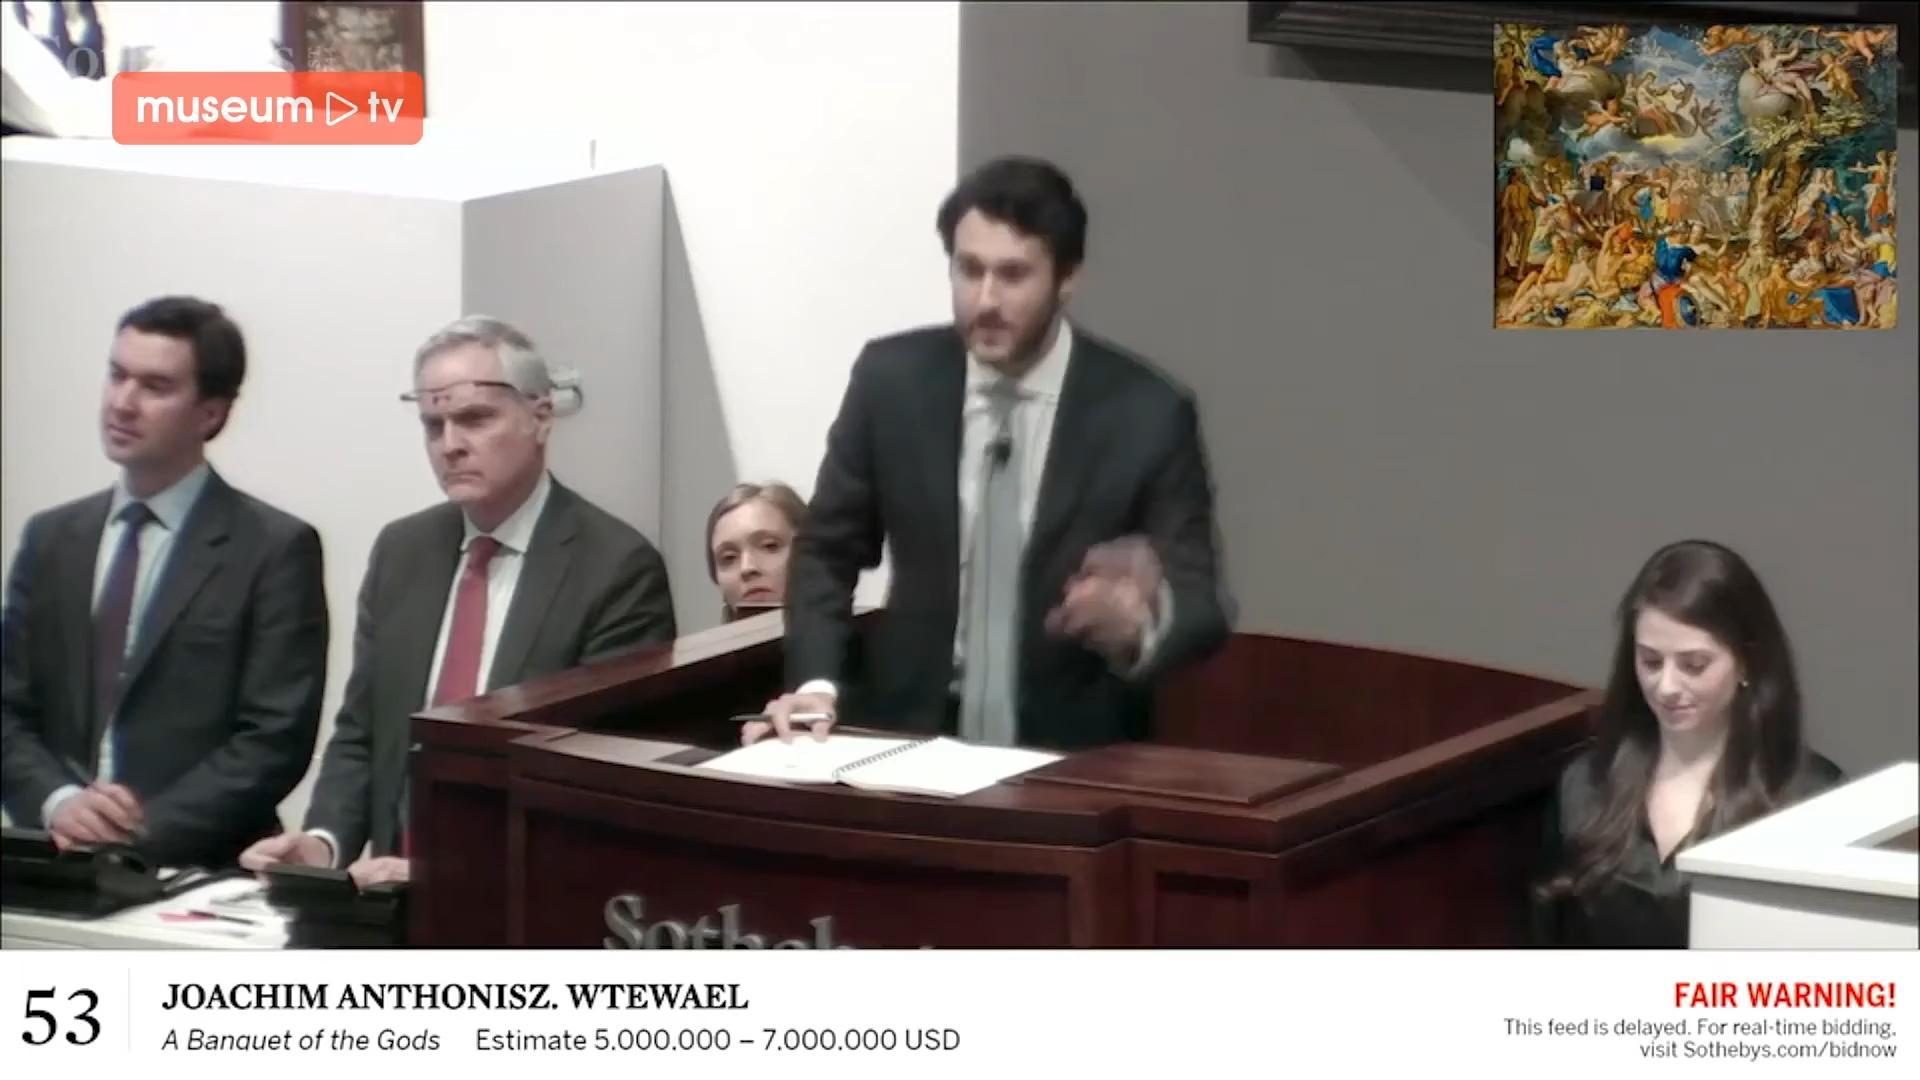 museum tv
Sotheby's
53
JOACHIM ANTHONISZ. WTEWAEL
A Banquet of the Gods Estimate 5,000,000 – 7,000,000 USD
FAIR WARNING!
This feed is delayed. For real-time bidding,
visit Sothebys.com/bidnow